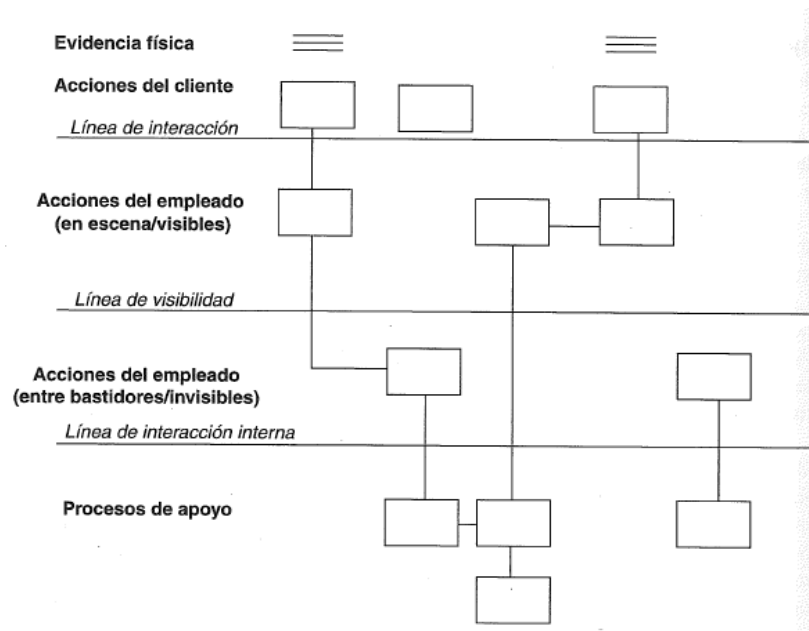 Evidencia física
Acciones del cliente
Línea de interacción
Acciones del empleado
(en escena/visibles)
Línea de visibilidad
Acciones del empleado
(entre bastidores/invisibles)
Línea de interacción interna
Procesos de apoyo